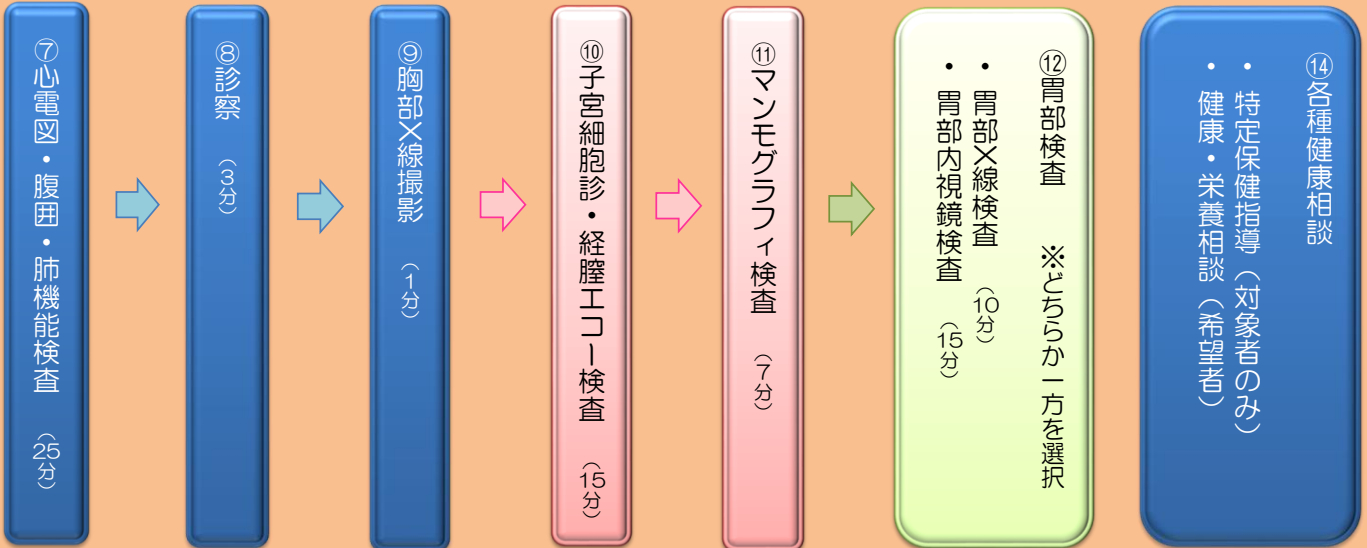 ⑦心電図・腹囲・肺機能検査 （25分）
⑧診察 （3分）
⑨胸部X線撮影 （1分）
⑩子宮細胞診・経膣エコー検査 （15分）
⑪マンモグラフィ検査 （7分）
⑫胃部検査 ※どちらか一方を選択
・胃部X線検査 （10分）
・胃部内視鏡検査 （15分）
⑭各種健康相談
・特定保健指導（対象者のみ）
・健康・栄養相談（希望者）